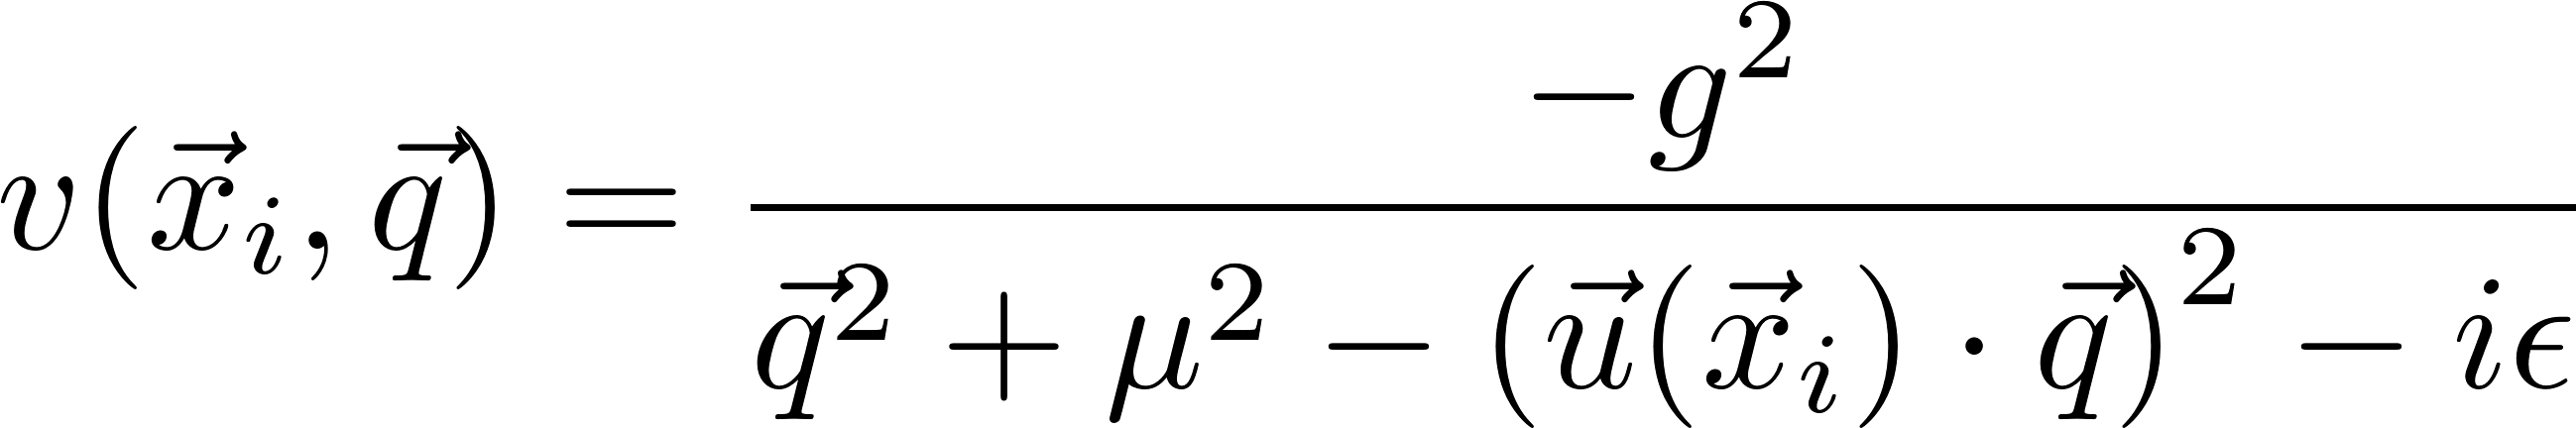 v(\vec{x}_i, \vec{q}) = \frac{-g^2}{\vec{q}^2 + \mu^2 - (\vec{u}(\vec{x}_i) \cdot \vec{q})^2 - i\epsilon}